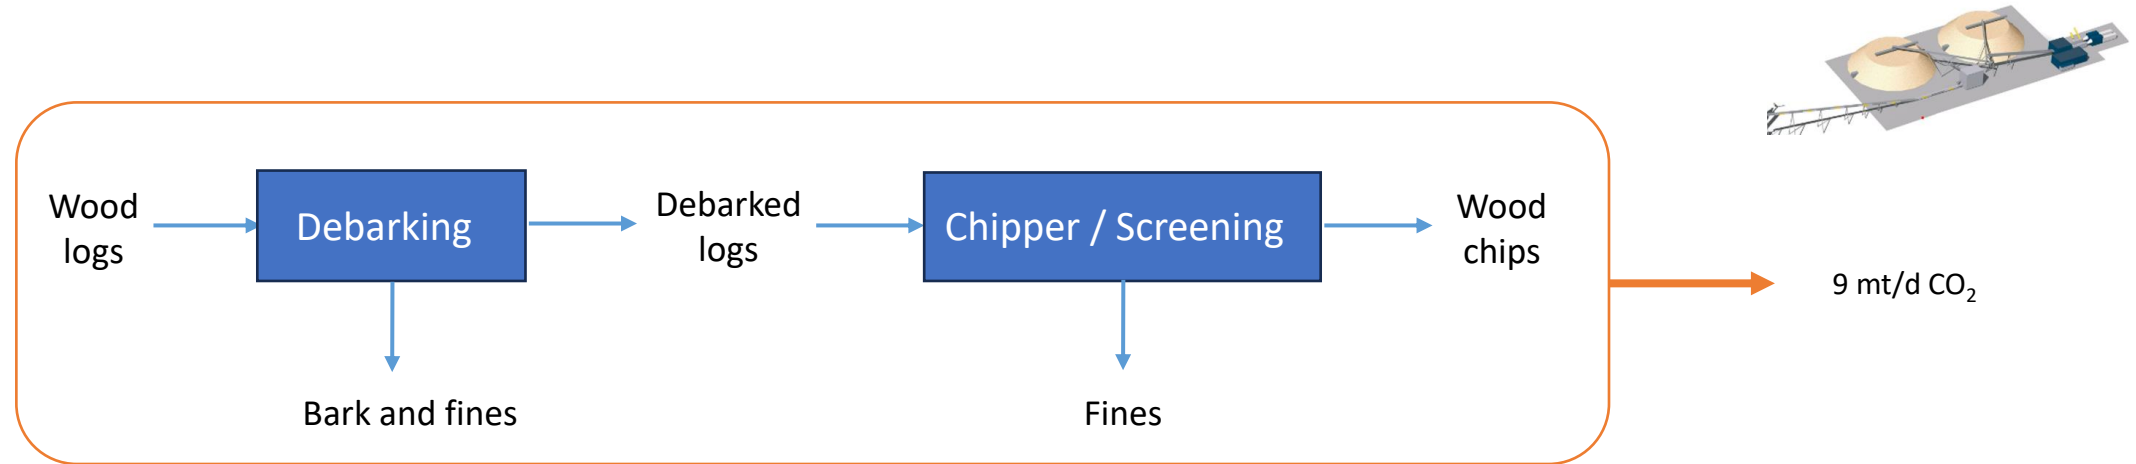 Wood
logs
Debarking
Debarked
logs
Chipper / Screening
Wood
chips
9 mt/d CO₂
Bark and fines
Fines